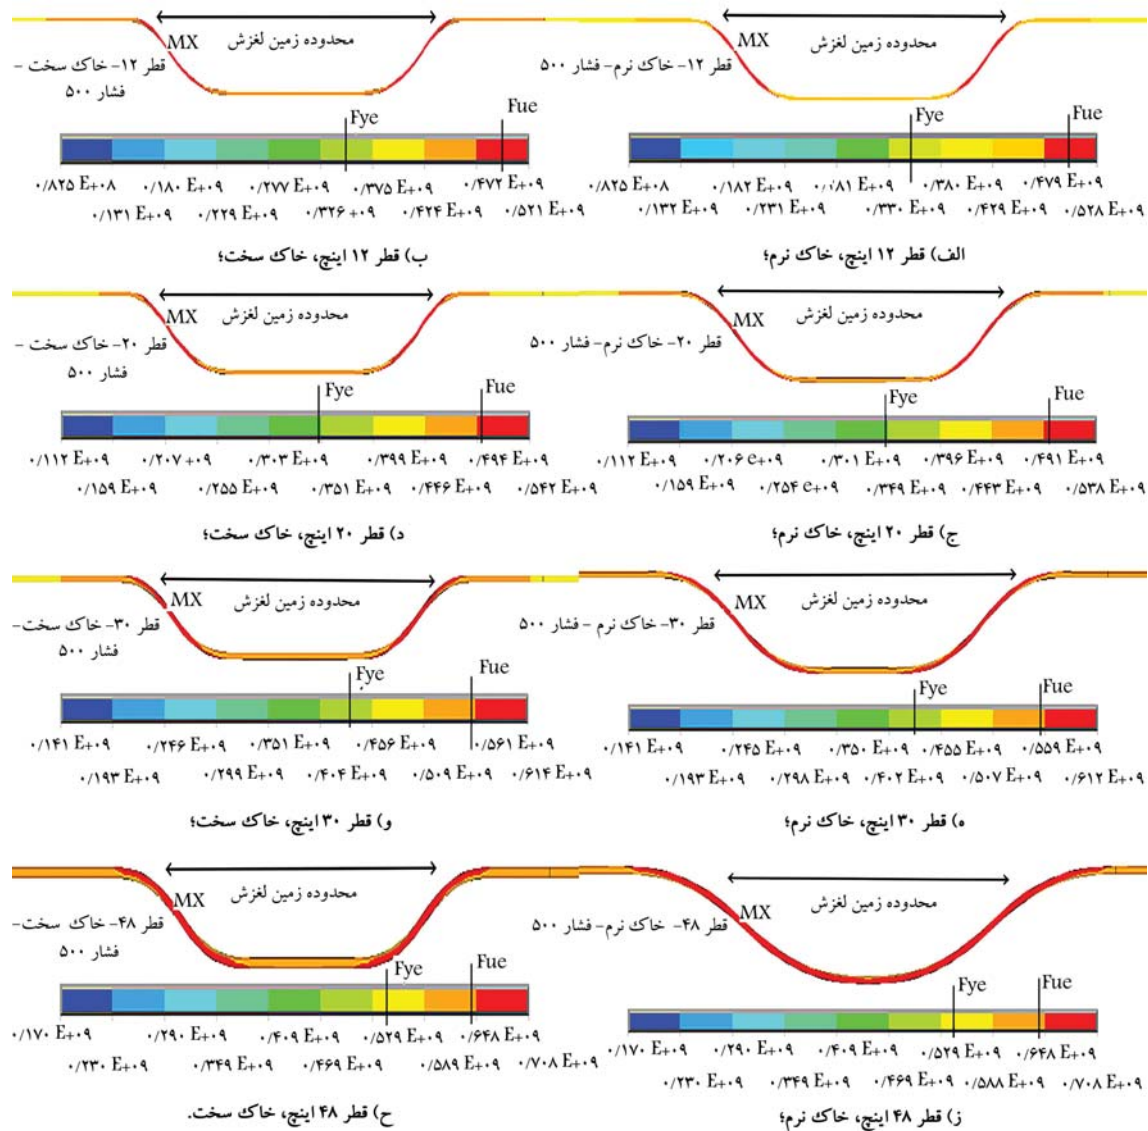 محدوده زمین لغزش
MX
قطر ۱۲- خاک نرم- فشار ۵۰۰
Fye
Fue
۰/۸۲۵ E+۰۸
۰/۱۸۲ E+۰۹
۰/۸۱ E+۰۹
۰/۳۸۰ E+۰۹
۰/۴۷۹ E+۰۹
۰/۱۳۲ E+۰۸
۰/۲۳۱ E+۰۹
۰/۳۳۰ E+۰۹
۰/۴۲۹ E+۰۹
۰/۵۲۸ E+۰۹
الف) قطر ۱۲ اینچ، خاک نرم؛
محدوده زمین لغزش
MX
قطر ۱۲- خاک سخت-
فشار ۵۰۰
Fye
Fue
۰/۸۲۵ E+۰۸
۰/۱۸۰ E+۰۹
۰/۲۷۷ E+۰۹
۰/۳۷۵ E+۰۹
۰/۴۷۲ E+۰۹
۰/۱۳۱ E+۰۹
۰/۲۲۹ E+۰۹
۰/۳۲۶ +۰۹
۰/۴۲۴ E+۰۹
۰/۵۲۱ E+۰۹
ب) قطر ۱۲ اینچ، خاک سخت؛
محدوده زمین لغزش
MX
قطر ۲۰- خاک نرم- فشار ۵۰۰
Fye
Fue
۰/۱۱۲ E+۰۹
۰/۲۰۶ e+۰۹
۰/۳۰۱ E+۰۹
۰/۳۹۶ E+۰۹
۰/۴۹۱ E+۰۹
۰/۱۵۹ E+۰۹
۰/۲۵۴ e+۰۹
۰/۳۴۹ E+۰۹
۰/۴۴۳ E+۰۹
۰/۵۳۸ E+۰۹
ج) قطر ۲۰ اینچ، خاک نرم؛
محدوده زمین لغزش
MX
قطر ۲۰- خاک سخت-
فشار ۵۰۰
Fye
Fue
۰/۱۱۲ E+۰۹
۰/۲۰۷ +۰۹
۰/۳۰۳ E+۰۹
۰/۳۹۹ E+۰۹
۰/۴۹۴ E+۰۹
۰/۱۵۹ E+۰۹
۰/۲۵۵ E+۰۹
۰/۳۵۱ E+۰۹
۰/۴۴۶ E+۰۹
۰/۵۴۲ E+۰۹
د) قطر ۲۰ اینچ، خاک سخت؛
محدوده زمین لغزش
MX
قطر ۳۰- خاک نرم - فشار ۵۰۰
Fye
Fue
۰/۱۴۱ E+۰۹
۰/۲۴۵ E+۰۹
۰/۳۵۰ E+۰۹
۰/۴۵۵ E+۰۹
۰/۵۵۹ E+۰۹
۰/۱۹۳ E+۰۹
۰/۲۹۸ E+۰۹
۰/۴۰۲ E+۰۹
۰/۵۰۷ E+۰۹
۰/۶۱۲ E+۰۹
ه) قطر ۳۰ اینچ، خاک نرم؛
محدوده زمین لغزش
MX
قطر ۳۰- خاک سخت-
فشار ۵۰۰
Fye
Fue
۰/۱۴۱ E+۰۹
۰/۲۴۶ E+۰۹
۰/۳۵۱ E+۰۹
۰/۴۵۶ E+۰۹
۰/۵۶۱ E+۰۹
۰/۱۹۳ E+۰۹
۰/۲۹۹ E+۰۹
۰/۴۰۴ E+۰۹
۰/۵۰۹ E+۰۹
۰/۶۱۴ E+۰۹
و) قطر ۳۰ اینچ، خاک سخت؛
محدوده زمین لغزش
MX
قطر ۴۸- خاک نرم- فشار ۵۰۰
Fye
Fue
۰/۱۷۰ E+۰۹
۰/۲۹۰ E+۰۹
۰/۴۰۹ E+۰۹
۰/۵۲۹ E+۰۹
۰/۶۴۸ E+۰۹
۰/۲۳۰ E+۰۹
۰/۳۴۹ E+۰۹
۰/۴۶۹ E+۰۹
۰/۵۸۸ E+۰۹
۰/۷۰۸ E+۰۹
ز) قطر ۴۸ اینچ، خاک نرم؛
محدوده زمین لغزش
MX
قطر ۴۸- خاک سخت-
فشار ۵۰۰
Fye
Fue
۰/۱۷۰ E+۰۹
۰/۲۹۰ E+۰۹
۰/۴۰۹ E+۰۹
۰/۵۲۹ E+۰۹
۰/۶۴۸ E+۰۹
۰/۲۳۰ E+۰۹
۰/۳۴۹ E+۰۹
۰/۴۶۹ E+۰۹
۰/۵۸۹ E+۰۹
۰/۷۰۸ E+۰۹
ح) قطر ۴۸ اینچ، خاک سخت.